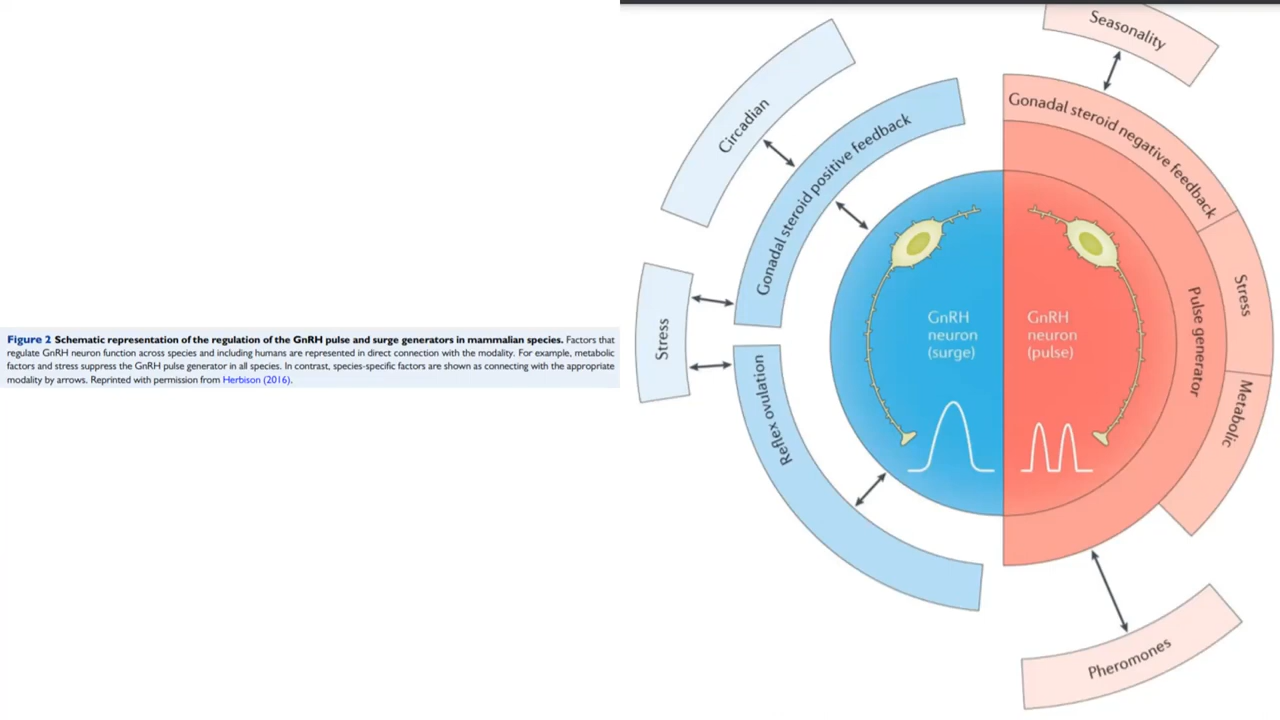 Figure 2 Schematic representation of the regulation of the GnRH pulse and surge generators in mammalian species. Factors that
regulate GnRH neuron function across species and including humans are represented in direct connection with the modality. For example, metabolic
factors and stress suppress the GnRH pulse generator in all species. In contrast, species-specific factors are shown as connecting with the appropriate
modality by arrows. Reprinted with permission from Herbison (2016).
Circadian
Gonadal steroid positive feedback
Stress
Reflex ovulation
GnRH
neuron
(surge)
GnRH
neuron
(pulse)
Seasonality
Gonadal steroid negative feedback
Stress
Pulse generator
Metabolic
Pheromones